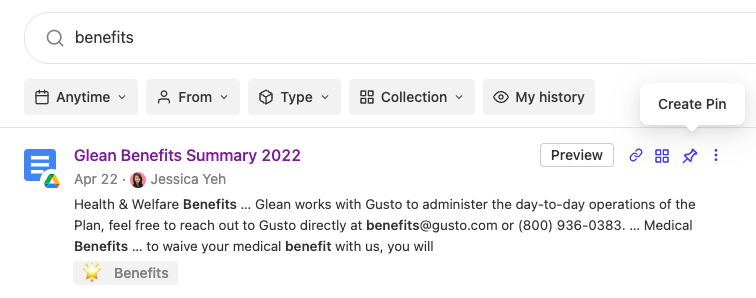 benefits
Anytime From Type Collection My history
Create Pin
Glean Benefits Summary 2022 Preview
Apr 22 · Jessica Yeh
Health & Welfare Benefits ... Glean works with Gusto to administer the day-to-day operations of the
Plan, feel free to reach out to Gusto directly at benefits@gusto.com or (800) 936-0383. ... Medical
Benefits ... to waive your medical benefit with us, you will
Benefits